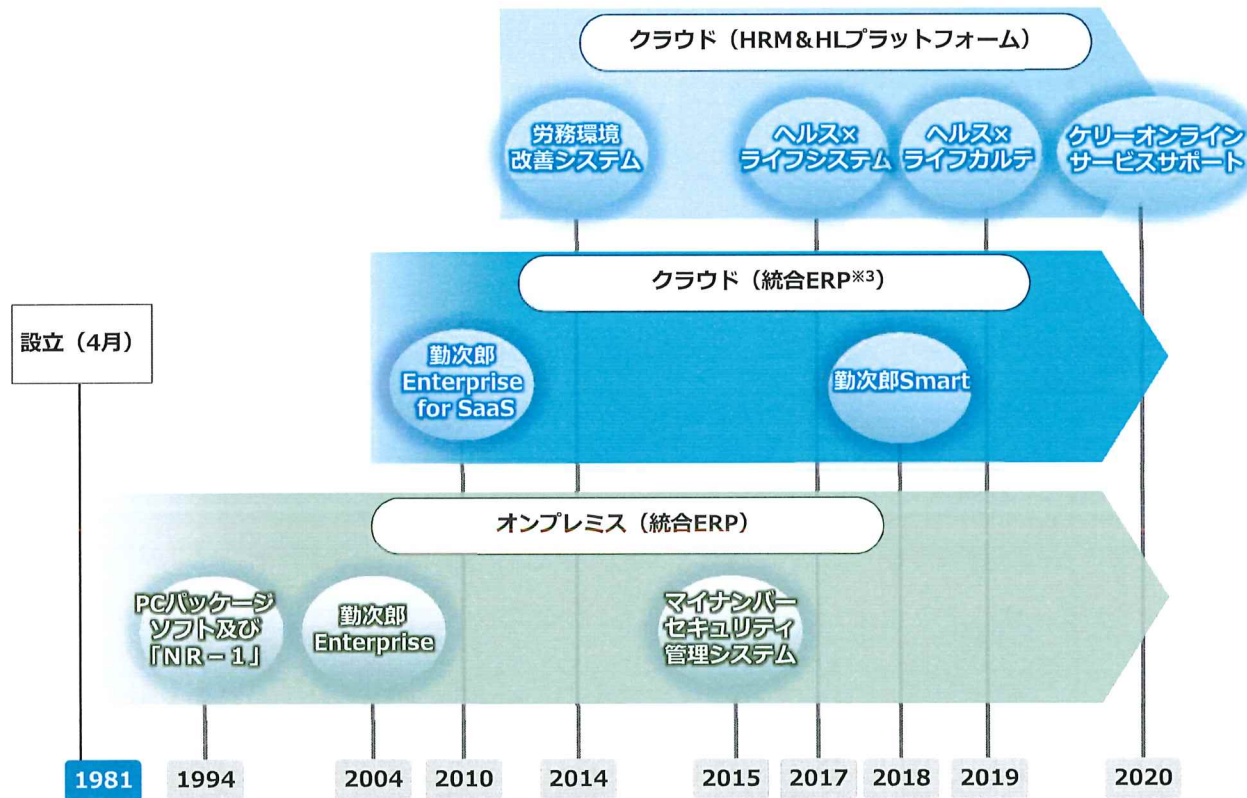 クラウド（HRM＆HLプラットフォーム）
労務環境
改善システム
ヘルス×
ライフシステム
ヘルス×
ライフカルテ
ケリーオンライン
サービスサポート
クラウド（統合ERP※3）
設立（4月）
勤次郎
Enterprise
for SaaS
勤次郎Smart
オンプレミス（統合ERP）
PCパッケージ
ソフト及び
「ＮＲ－１」
勤次郎
Enterprise
マイナンバー
セキュリティ
管理システム
1981
1994
2004
2010
2014
2015
2017
2018
2019
2020